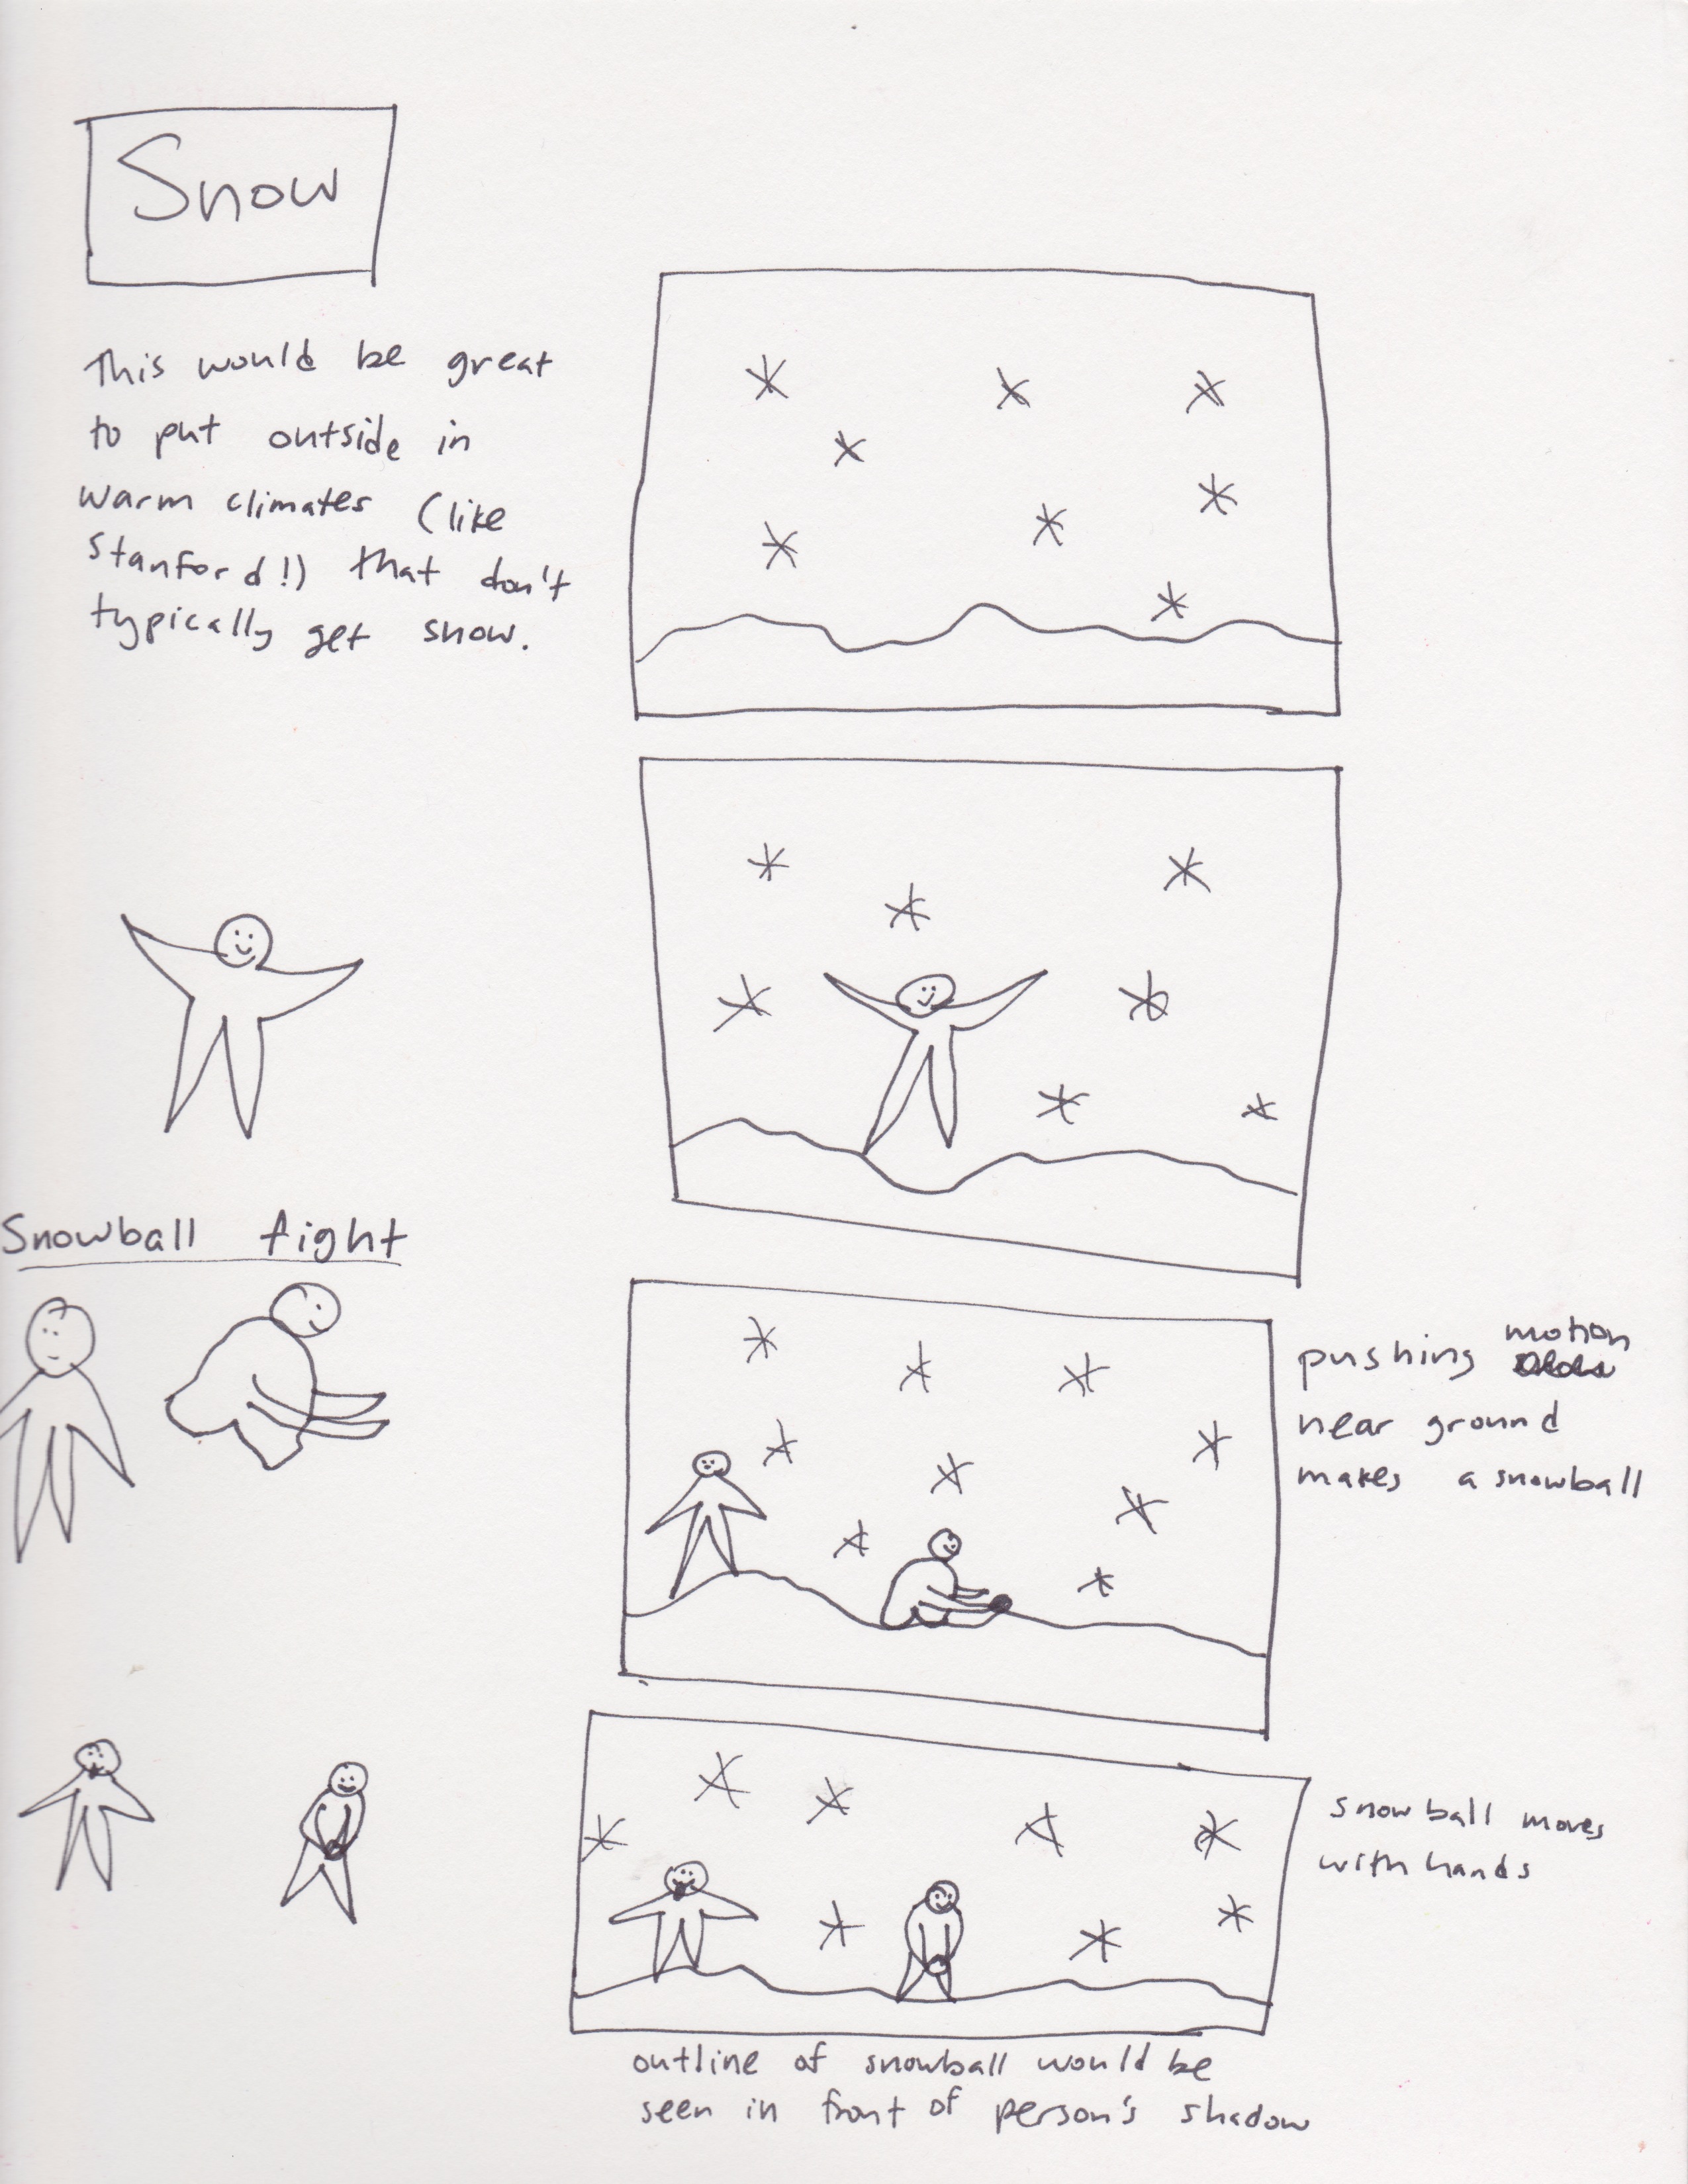 Snow
This would be great
to put outside in
warm climates (like
Stanford!) that don't
typically get snow.
Snowball fight
pushing motion
near ground
makes a snowball
snowball moves
with hands
outline of snowball would be
seen in front of person's shadow